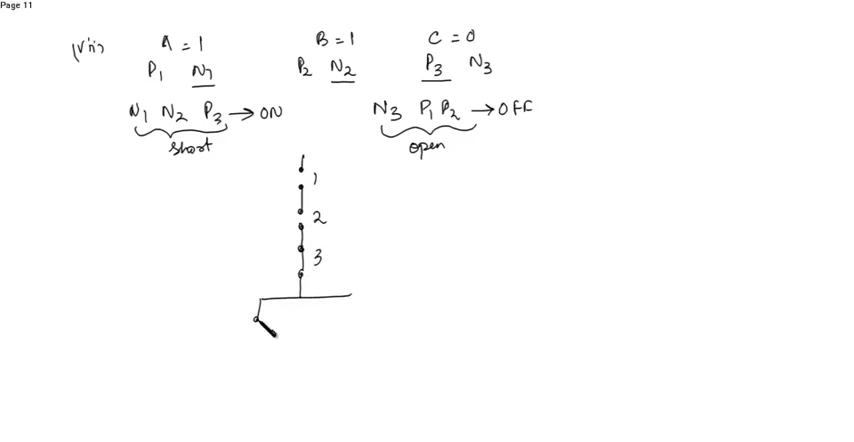 Page 11
(vii) A = 1 B = 1 C = 0
P1 N1 P2 N2 P3 N3
N1 N2 P3 → ON N3 P1 P2 → OFF
short open
1
2
3